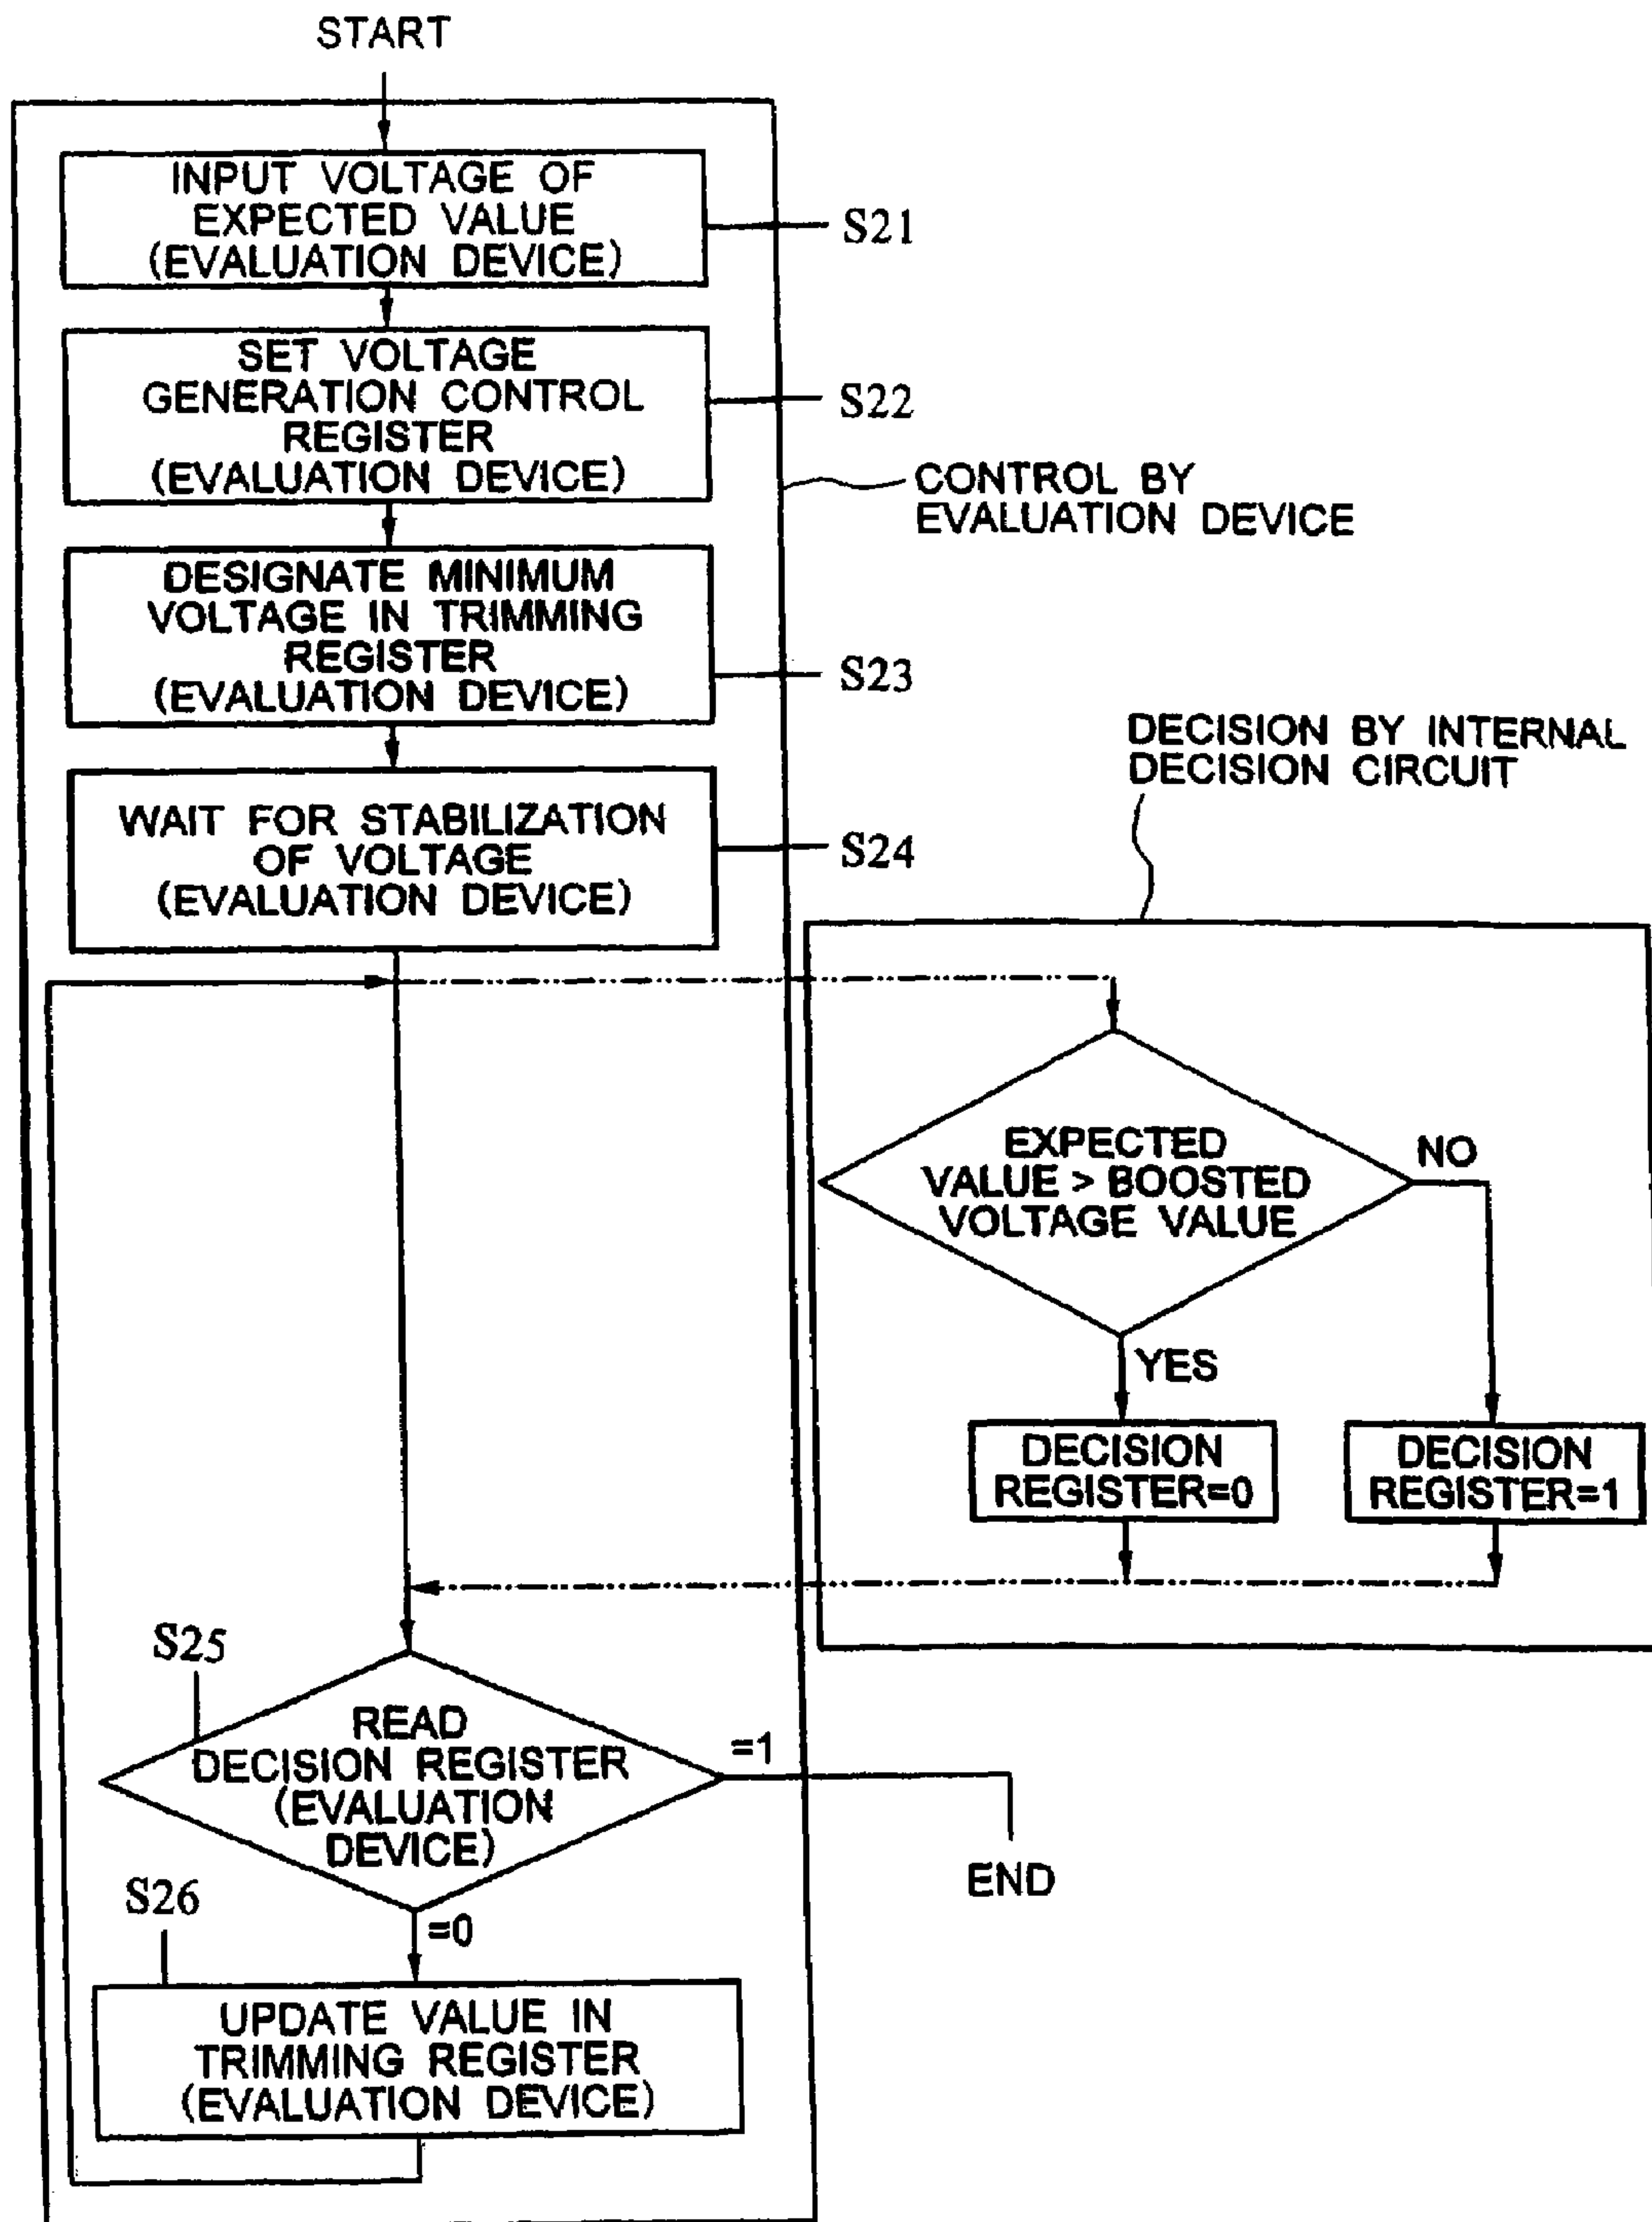 START
INPUT VOLTAGE OF
EXPECTED VALUE
(EVALUATION DEVICE)
S21
SET VOLTAGE
GENERATION CONTROL
REGISTER
(EVALUATION DEVICE)
S22
CONTROL BY
EVALUATION DEVICE
DESIGNATE MINIMUM
VOLTAGE IN TRIMMING
REGISTER
(EVALUATION DEVICE)
S23
WAIT FOR STABILIZATION
OF VOLTAGE
(EVALUATION DEVICE)
S24
DECISION BY INTERNAL
DECISION CIRCUIT
EXPECTED
VALUE > BOOSTED
VOLTAGE VALUE
NO
YES
DECISION
REGISTER=0
DECISION
REGISTER=1
S25
READ
DECISION REGISTER
(EVALUATION
DEVICE)
=1
END
=0
S26
UPDATE VALUE IN
TRIMMING REGISTER
(EVALUATION DEVICE)